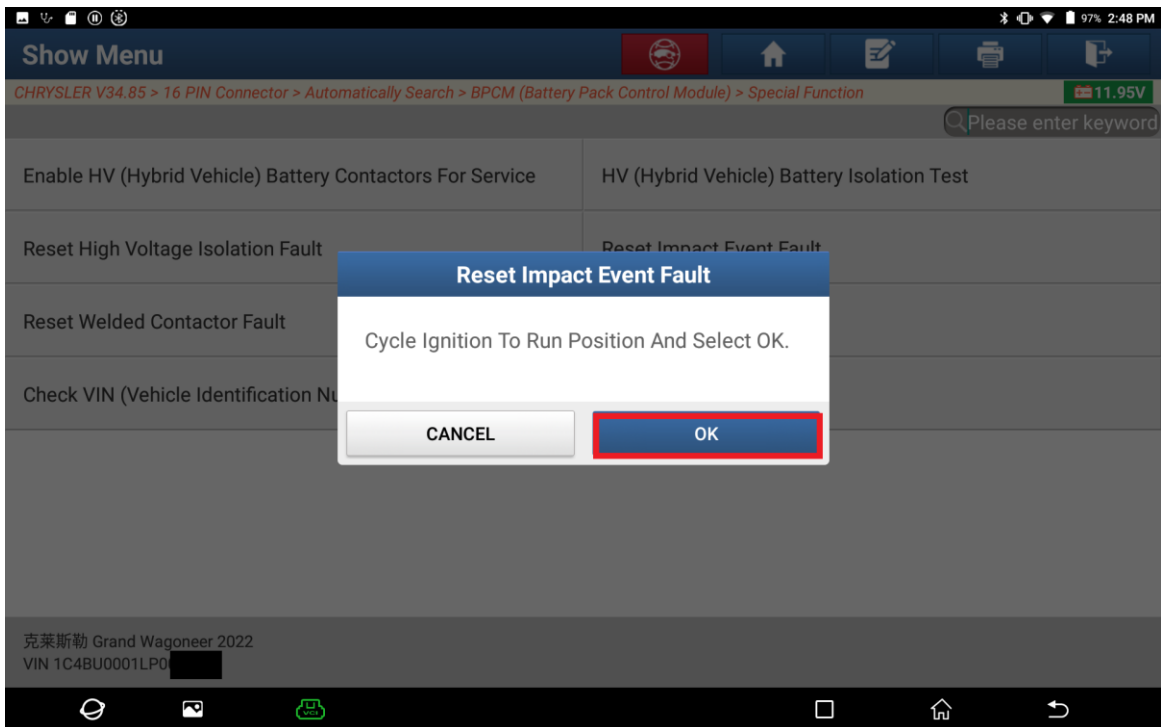 97% 2:48 PM
Show Menu
CHRYSLER V34.85 > 16 PIN Connector > Automatically Search > BPCM (Battery Pack Control Module) > Special Function
11.95V
Please enter keyword
Enable HV (Hybrid Vehicle) Battery Contactors For Service
HV (Hybrid Vehicle) Battery Isolation Test
Reset High Voltage Isolation Fault
Reset Impact Event Fault
Reset Impact Event Fault
Reset Welded Contactor Fault
Cycle Ignition To Run Position And Select OK.
Check VIN (Vehicle Identification Nu
CANCEL
OK
克莱斯勒 Grand Wagoneer 2022
VIN 1C4BU0001LP0
VCI